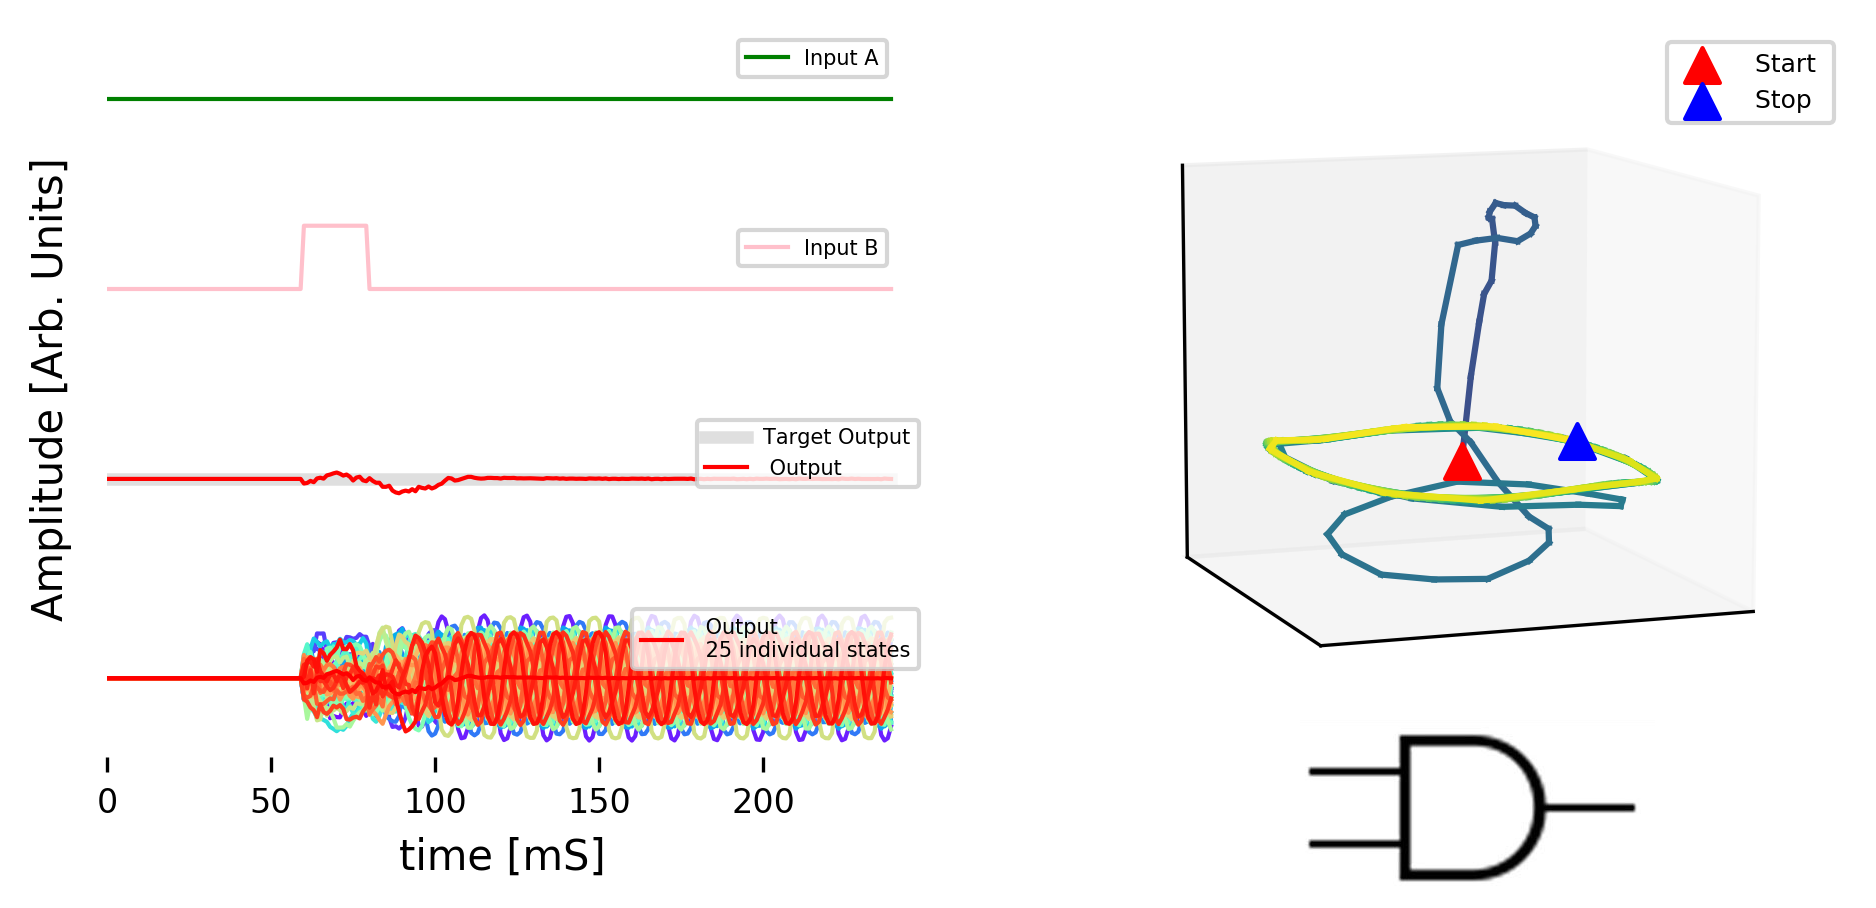 Input A
Input B
Target Output
Output
Output
25 individual states
Amplitude [Arb. Units]
0 50 100 150 200
time [mS]
Start
Stop